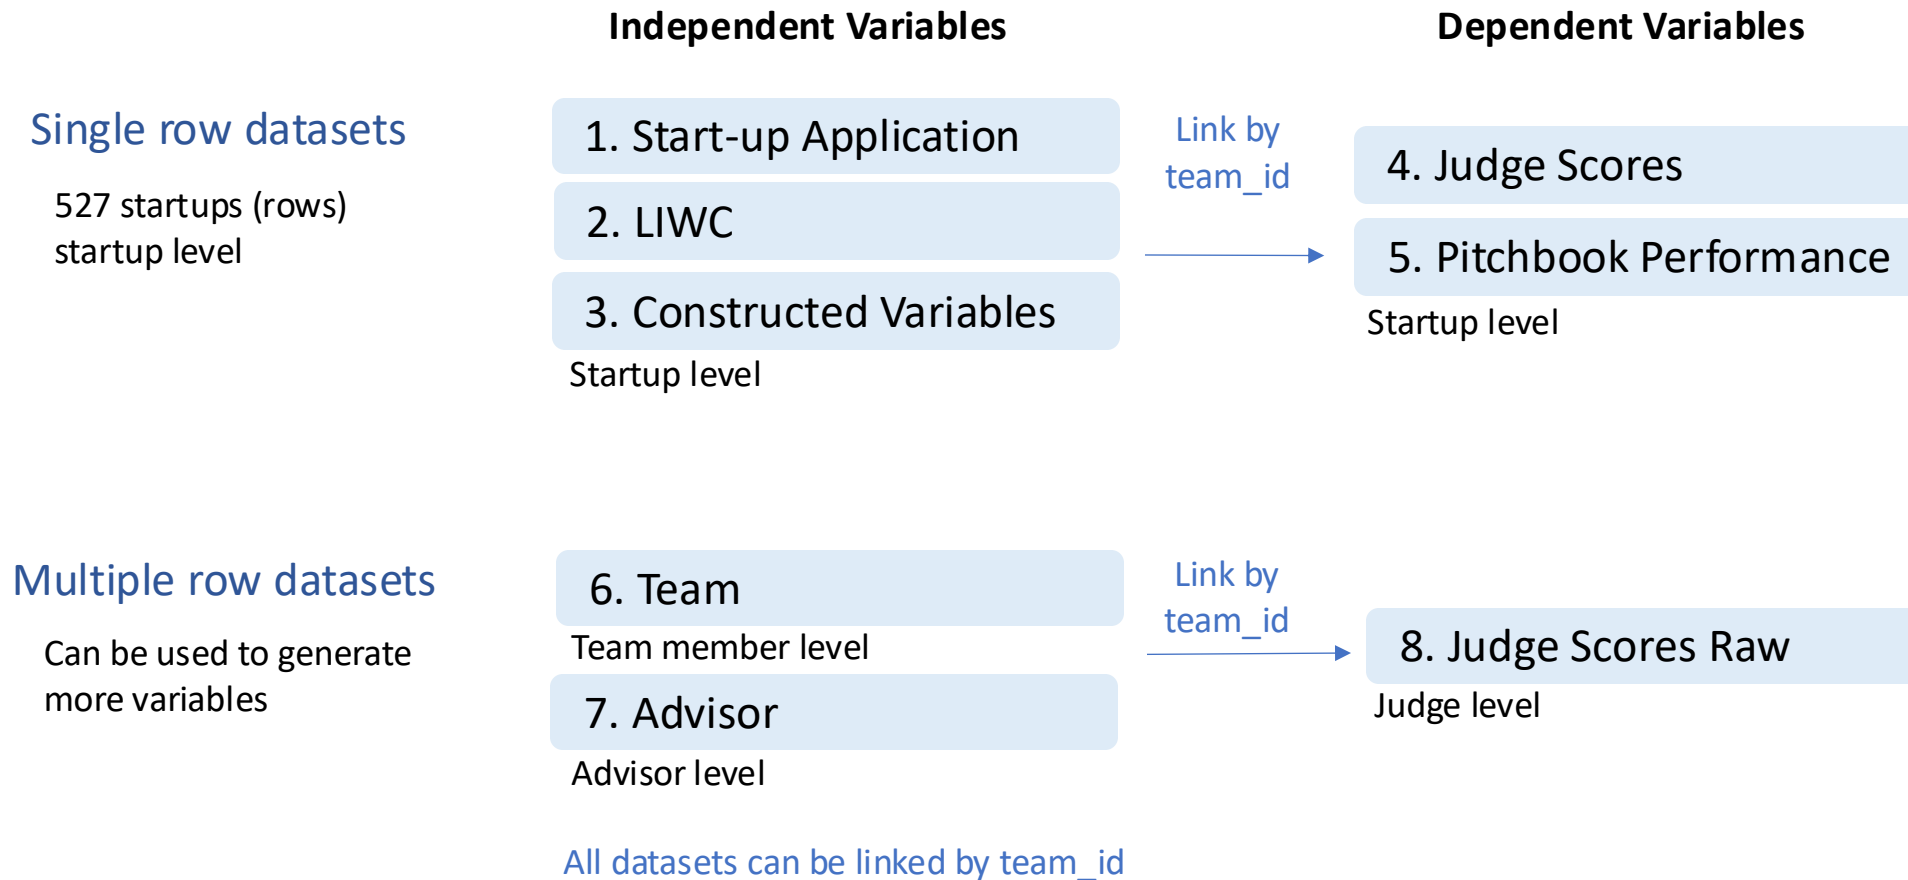 Independent Variables
Dependent Variables
Single row datasets
527 startups (rows)
startup level
1. Start-up Application
2. LIWC
3. Constructed Variables
Startup level
Link by
team_id
4. Judge Scores
5. Pitchbook Performance
Startup level
Multiple row datasets
Can be used to generate
more variables
6. Team
Team member level
7. Advisor
Advisor level
Link by
team_id
8. Judge Scores Raw
Judge level
All datasets can be linked by team_id